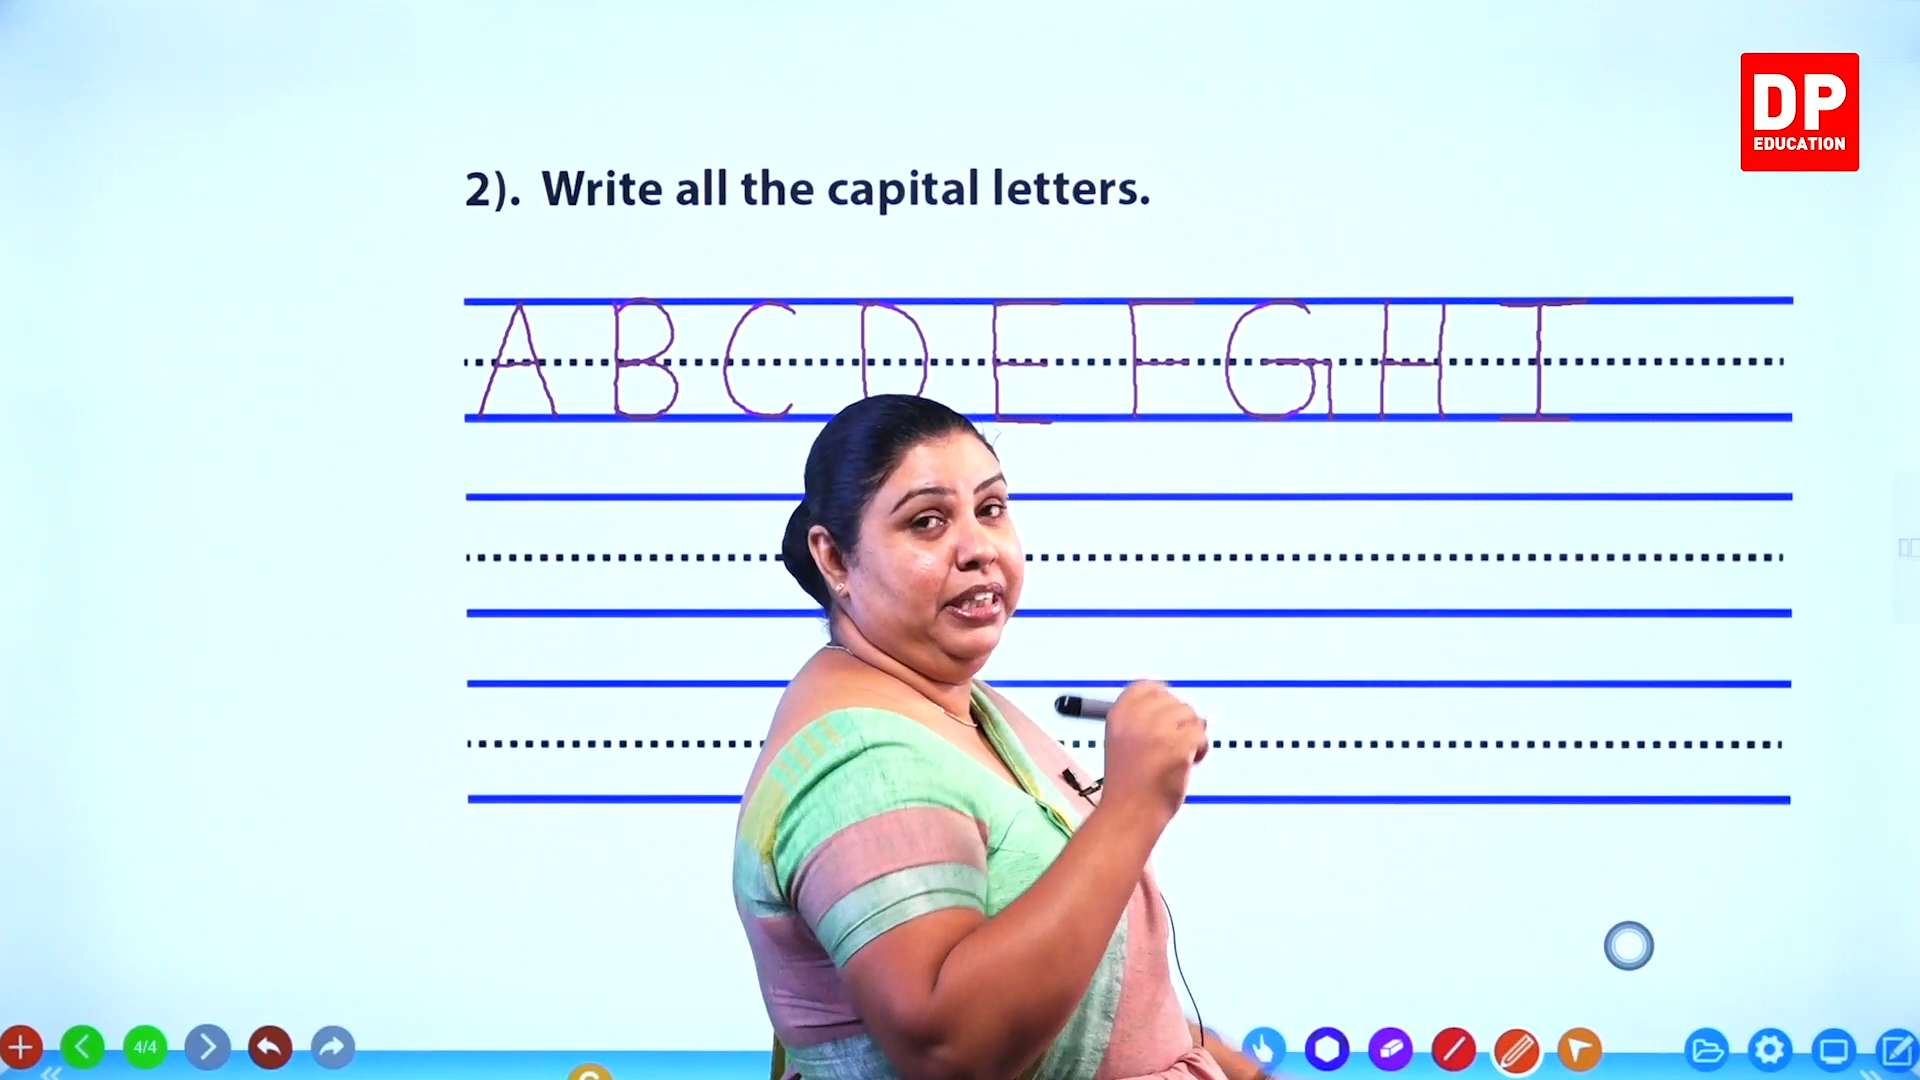 DP
EDUCATION
2). Write all the capital letters.
A B C D E F G H I
4/4